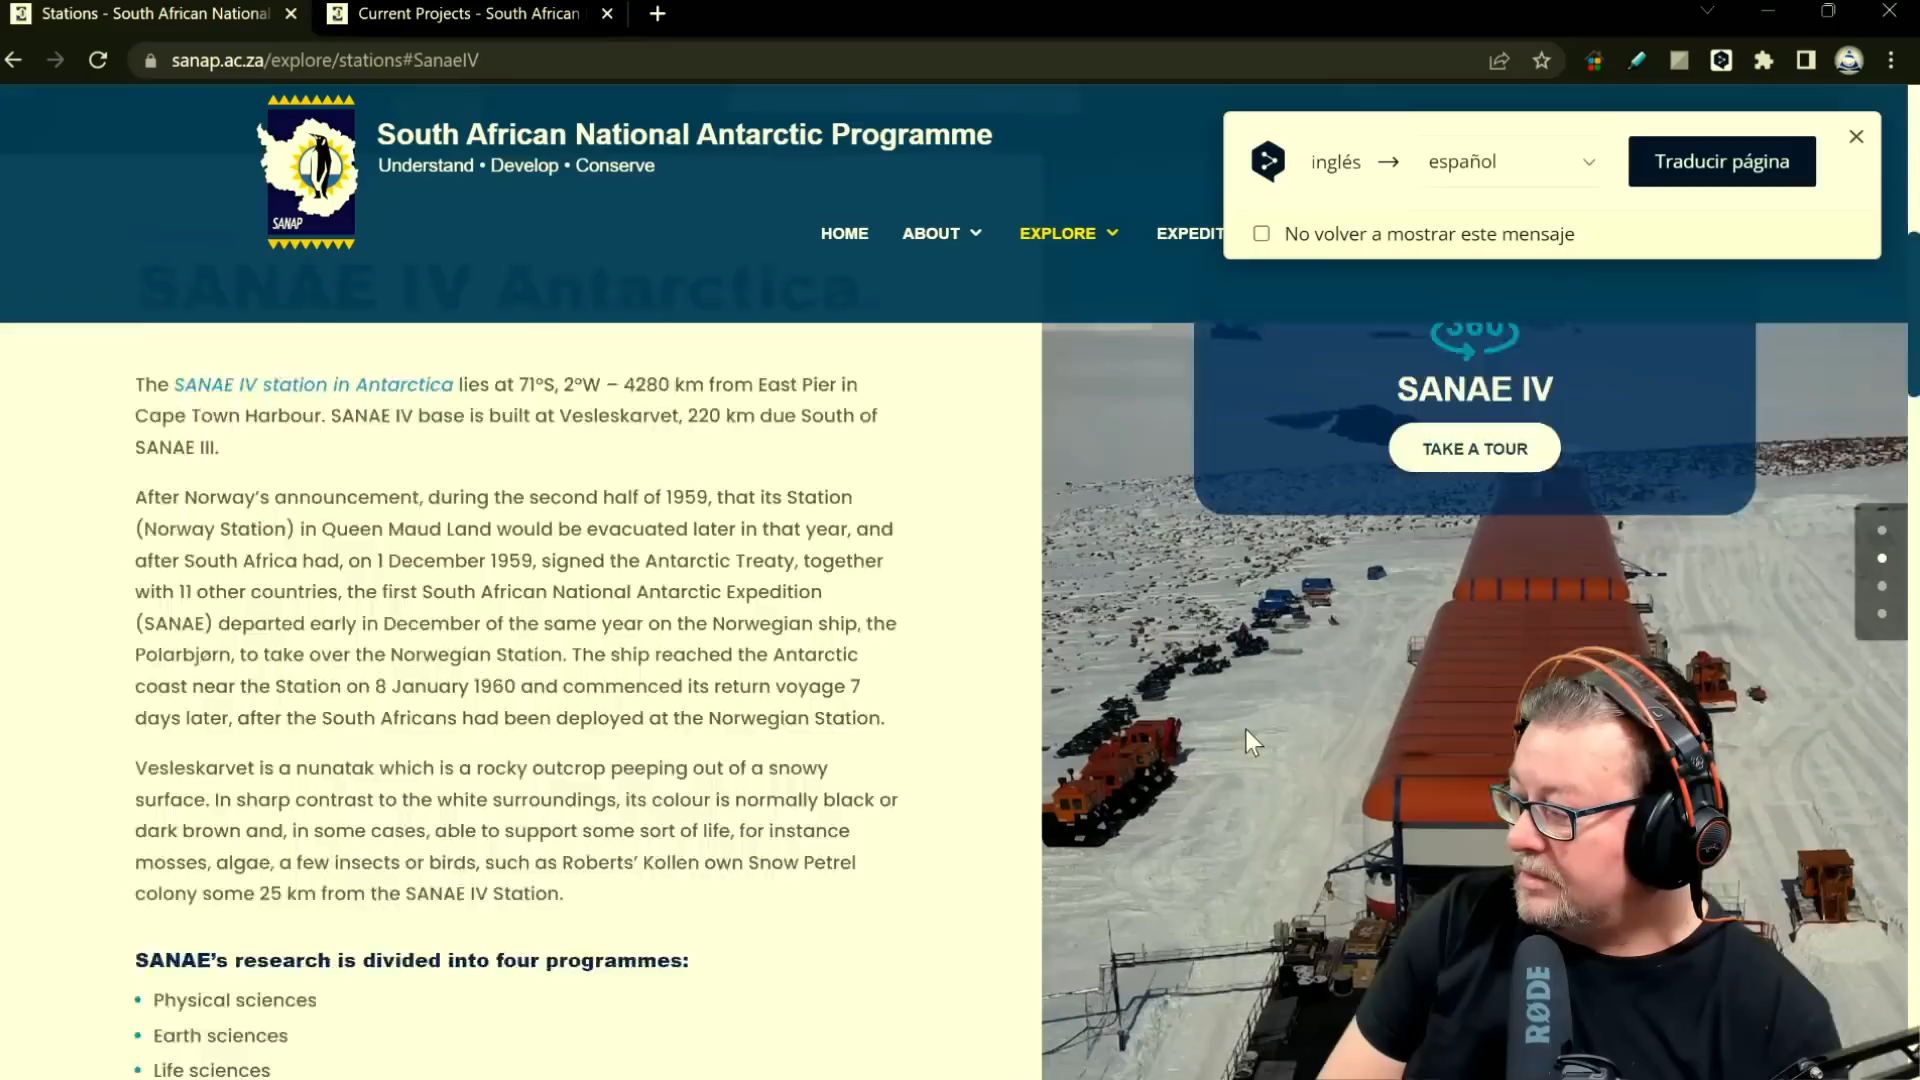 Stations - South African National
Current Projects - South African
sanap.ac.za/explore/stations#SanaeIV
SANAP
South African National Antarctic Programme
Understand • Develop • Conserve
HOME
ABOUT
EXPLORE
EXPEDIT
inglés → español
Traducir página
No volver a mostrar este mensaje
SANAE IV Antarctica.
The SANAE IV station in Antarctica lies at 71°S, 2°W – 4280 km from East Pier in
Cape Town Harbour. SANAE IV base is built at Vesleskarvet, 220 km due South of
SANAE III.
After Norway's announcement, during the second half of 1959, that its Station
(Norway Station) in Queen Maud Land would be evacuated later in that year, and
after South Africa had, on 1 December 1959, signed the Antarctic Treaty, together
with 11 other countries, the first South African National Antarctic Expedition
(SANAE) departed early in December of the same year on the Norwegian ship, the
Polarbjørn, to take over the Norwegian Station. The ship reached the Antarctic
coast near the Station on 8 January 1960 and commenced its return voyage 7
days later, after the South Africans had been deployed at the Norwegian Station.
Vesleskarvet is a nunatak which is a rocky outcrop peeping out of a snowy
surface. In sharp contrast to the white surroundings, its colour is normally black or
dark brown and, in some cases, able to support some sort of life, for instance
mosses, algae, a few insects or birds, such as Roberts' Kollen own Snow Petrel
colony some 25 km from the SANAE IV Station.
SANAE's research is divided into four programmes:
• Physical sciences
• Earth sciences
• Life sciences
360
SANAE IV
TAKE A TOUR
RØDE